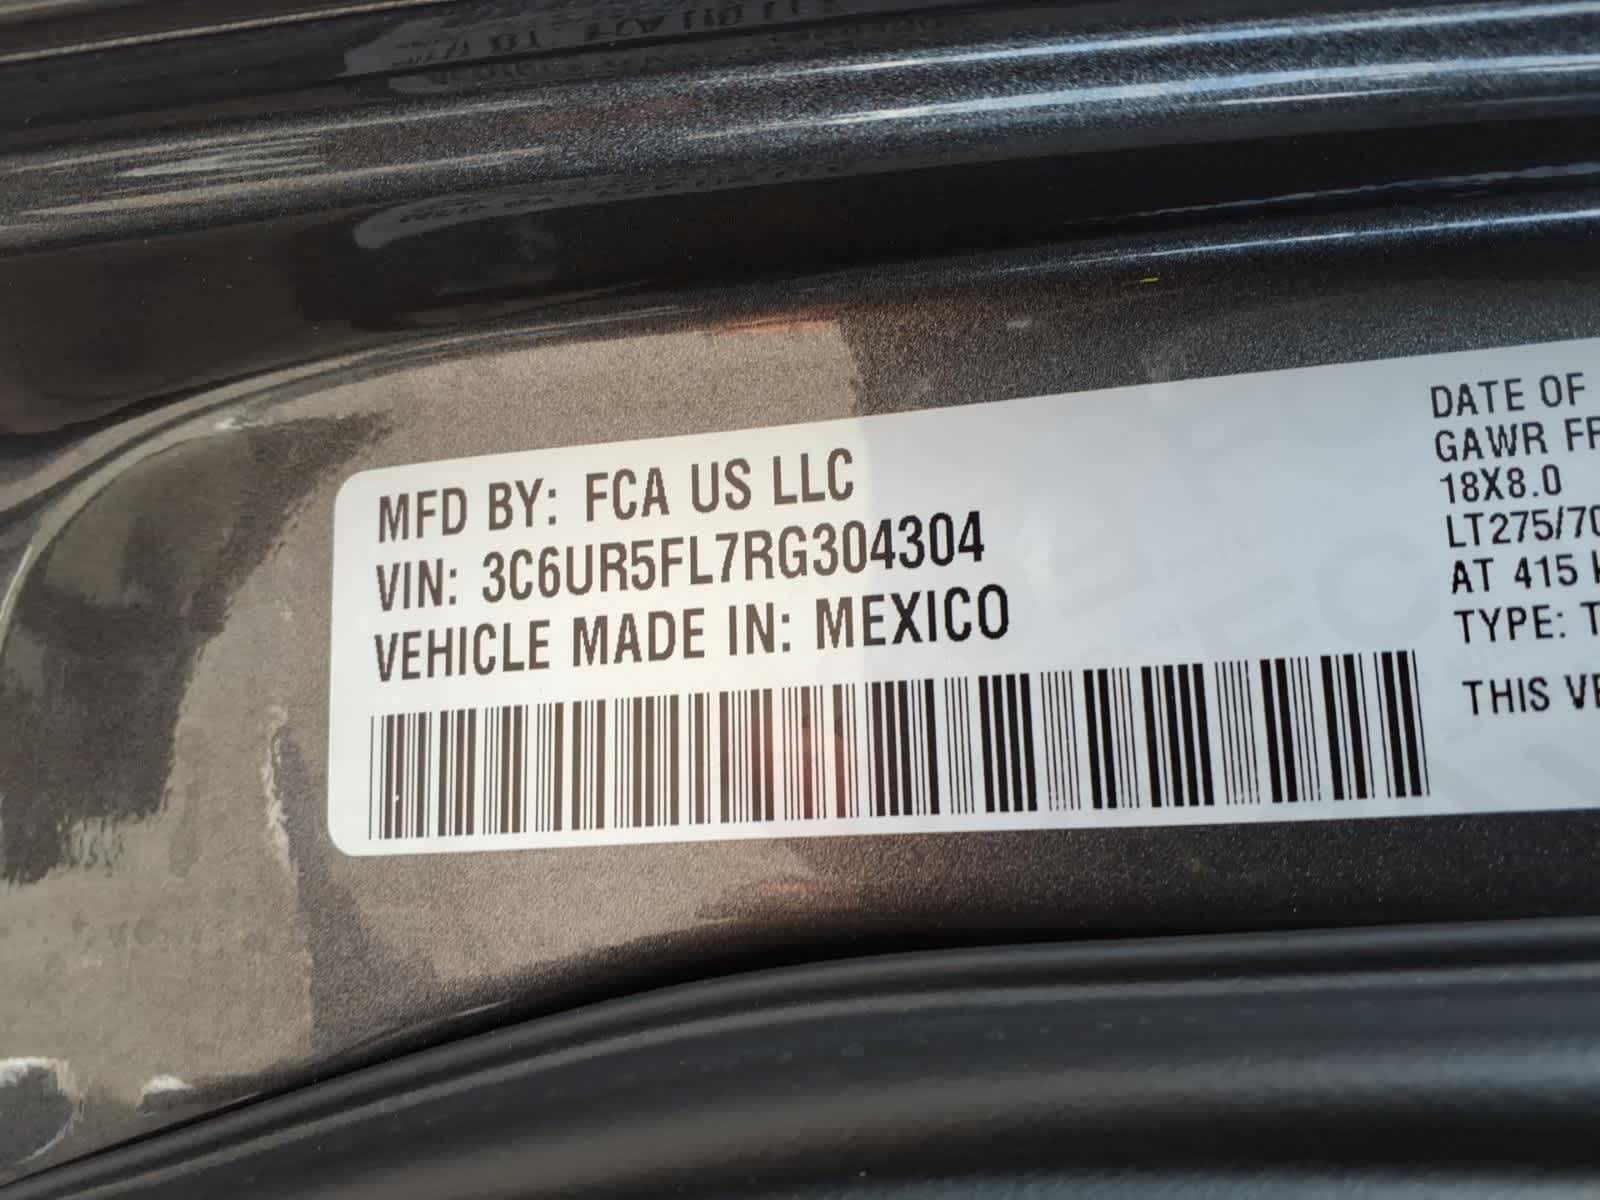 MFD BY: FCA US LLC
VIN: 3C6UR5FL7RG304304
VEHICLE MADE IN: MEXICO
DATE OF
GAWR FR
18X8.0
LT275/70
AT 415 k
TYPE: T
THIS VE